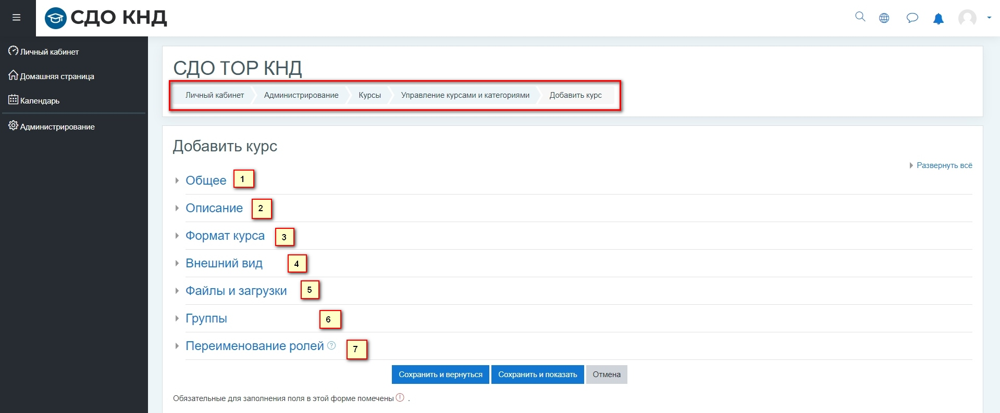 СДО КНД
Личный кабинет
Домашняя страница
Календарь
Администрирование
СДО ТОР КНД
Личный кабинет Администрирование Курсы Управление курсами и категориями Добавить курс
Добавить курс
Развернуть всё
Общее 1
Описание 2
Формат курса 3
Внешний вид 4
Файлы и загрузки 5
Группы 6
Переименование ролей ? 7
Сохранить и вернуться Сохранить и показать Отмена
Обязательные для заполнения поля в этой форме помечены ! .